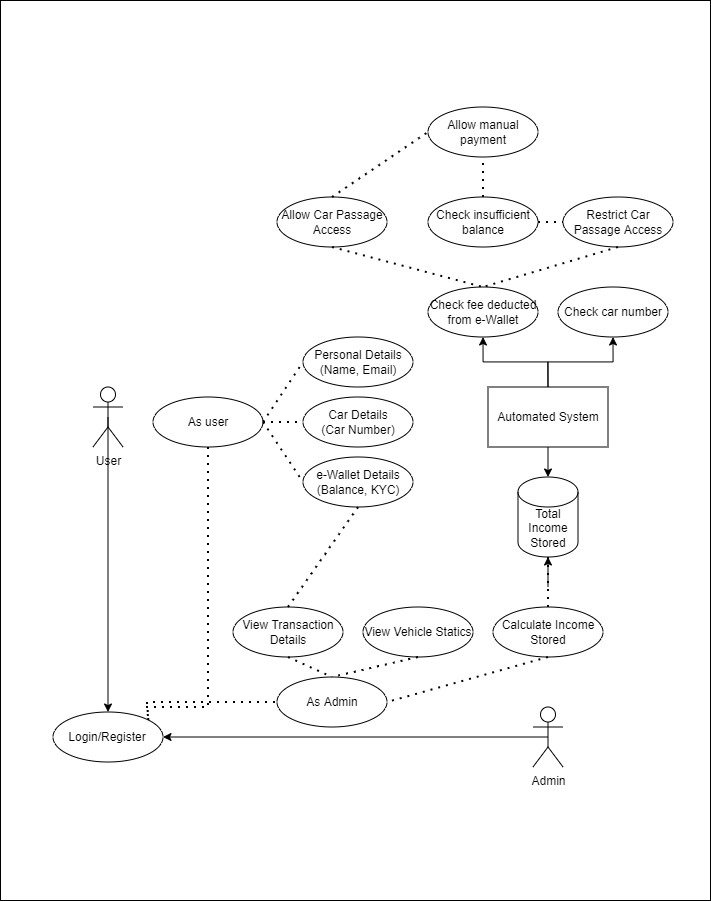 Allow manual
payment
Allow Car Passage
Access
Check insufficient
balance
Restrict Car
Passage Access
Check fee deducted
from e-Wallet
Check car number
Personal Details
(Name, Email)
As user
Car Details
(Car Number)
Automated System
User
e-Wallet Details
(Balance, KYC)
Total
Income
Stored
View Transaction
Details
View Vehicle Statics
Calculate Income
Stored
As Admin
Login/Register
Admin